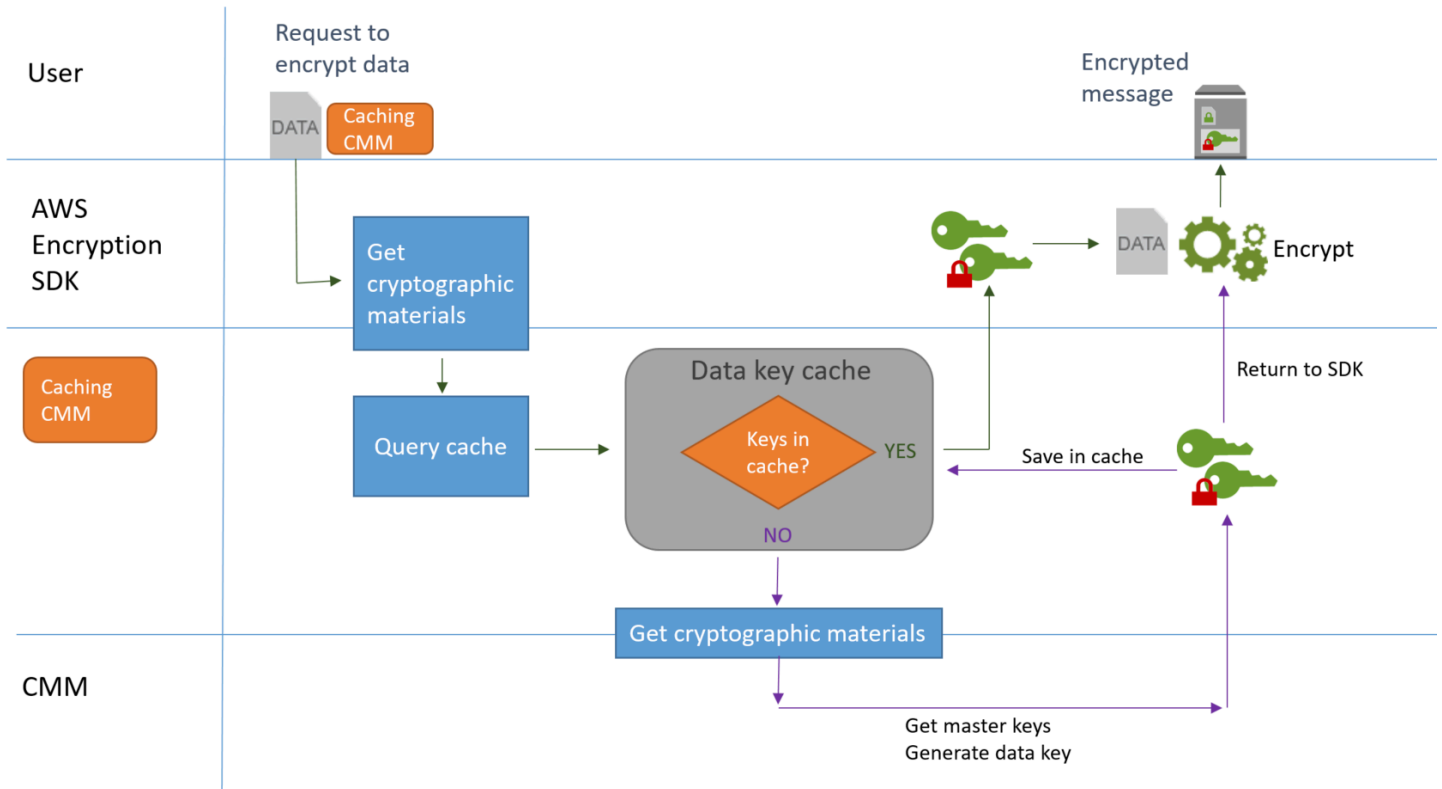 User
Request to
encrypt data
DATA
Caching
CMM
Encrypted
message
AWS
Encryption
SDK
Get
cryptographic
materials
DATA
Encrypt
Caching
CMM
Query cache
Data key cache
Keys in
cache?
YES
NO
Save in cache
Return to SDK
Get cryptographic materials
CMM
Get master keys
Generate data key